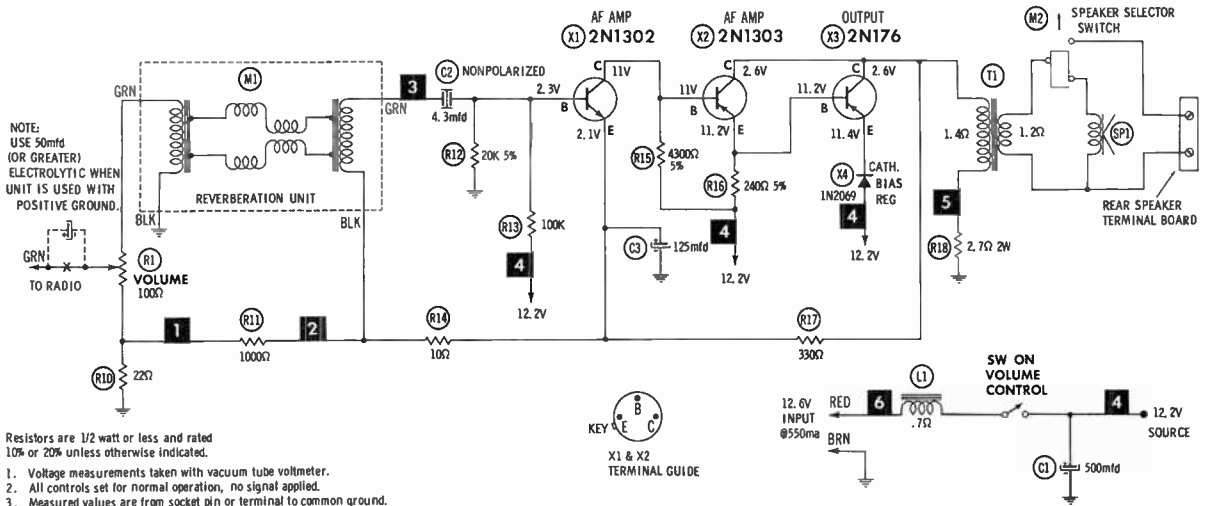 AF AMP
X1 2N1302
AF AMP
X2 2N1303
OUTPUT
X3 2N176
M2
SPEAKER SELECTOR
SWITCH
M1
GRN
3
GRN
C2 NONPOLARIZED
4.3mfd
2.3V
B
C
11V
2.1V
E
11V
B
C
2.6V
11.2V
E
11.2V
B
C
2.6V
11.4V
E
T1
1.4Ω
1.2Ω
SP1
NOTE:
USE 50mfd
(OR GREATER)
ELECTROLYTIC WHEN
UNIT IS USED WITH
POSITIVE GROUND.
REVERBERATION UNIT
BLK
BLK
R12
20K 5%
R13
100K
4
12.2V
R15
4300Ω
5%
R16
240Ω 5%
4
12.2V
C3
125mfd
X4
1N2069
CATH.
BIAS
REG
4
12.2V
5
R18
2.7Ω 2W
REAR SPEAKER
TERMINAL BOARD
GRN
TO RADIO
R1
VOLUME
100Ω
1
R11
1000Ω
2
R14
10Ω
R17
330Ω
R10
22Ω
KEY
B
E
C
X1 & X2
TERMINAL GUIDE
12.6V
INPUT
@550ma
RED
BRN
6
L1
.7Ω
SW ON
VOLUME
CONTROL
4
12.2V
SOURCE
C1
500mfd
Resistors are 1/2 watt or less and rated
10% or 20% unless otherwise indicated.
1. Voltage measurements taken with vacuum tube voltmeter.
2. All controls set for normal operation, no signal applied.
3. Measured values are from socket pin or terminal to common ground.